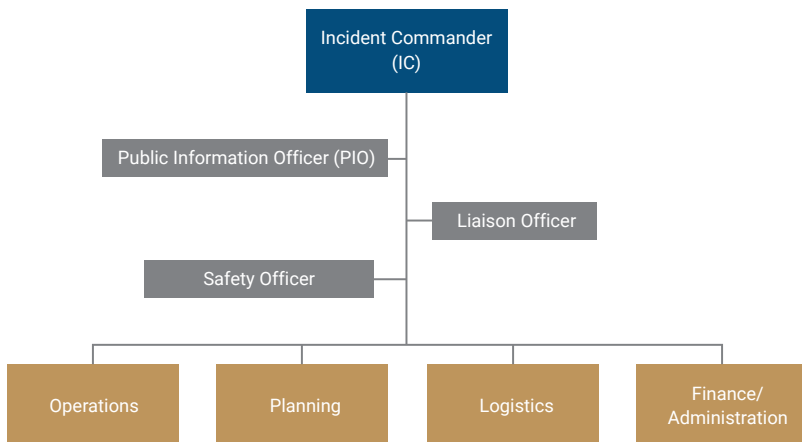 Incident Commander
(IC)
Public Information Officer (PIO)
Liaison Officer
Safety Officer
Operations
Planning
Logistics
Finance/
Administration